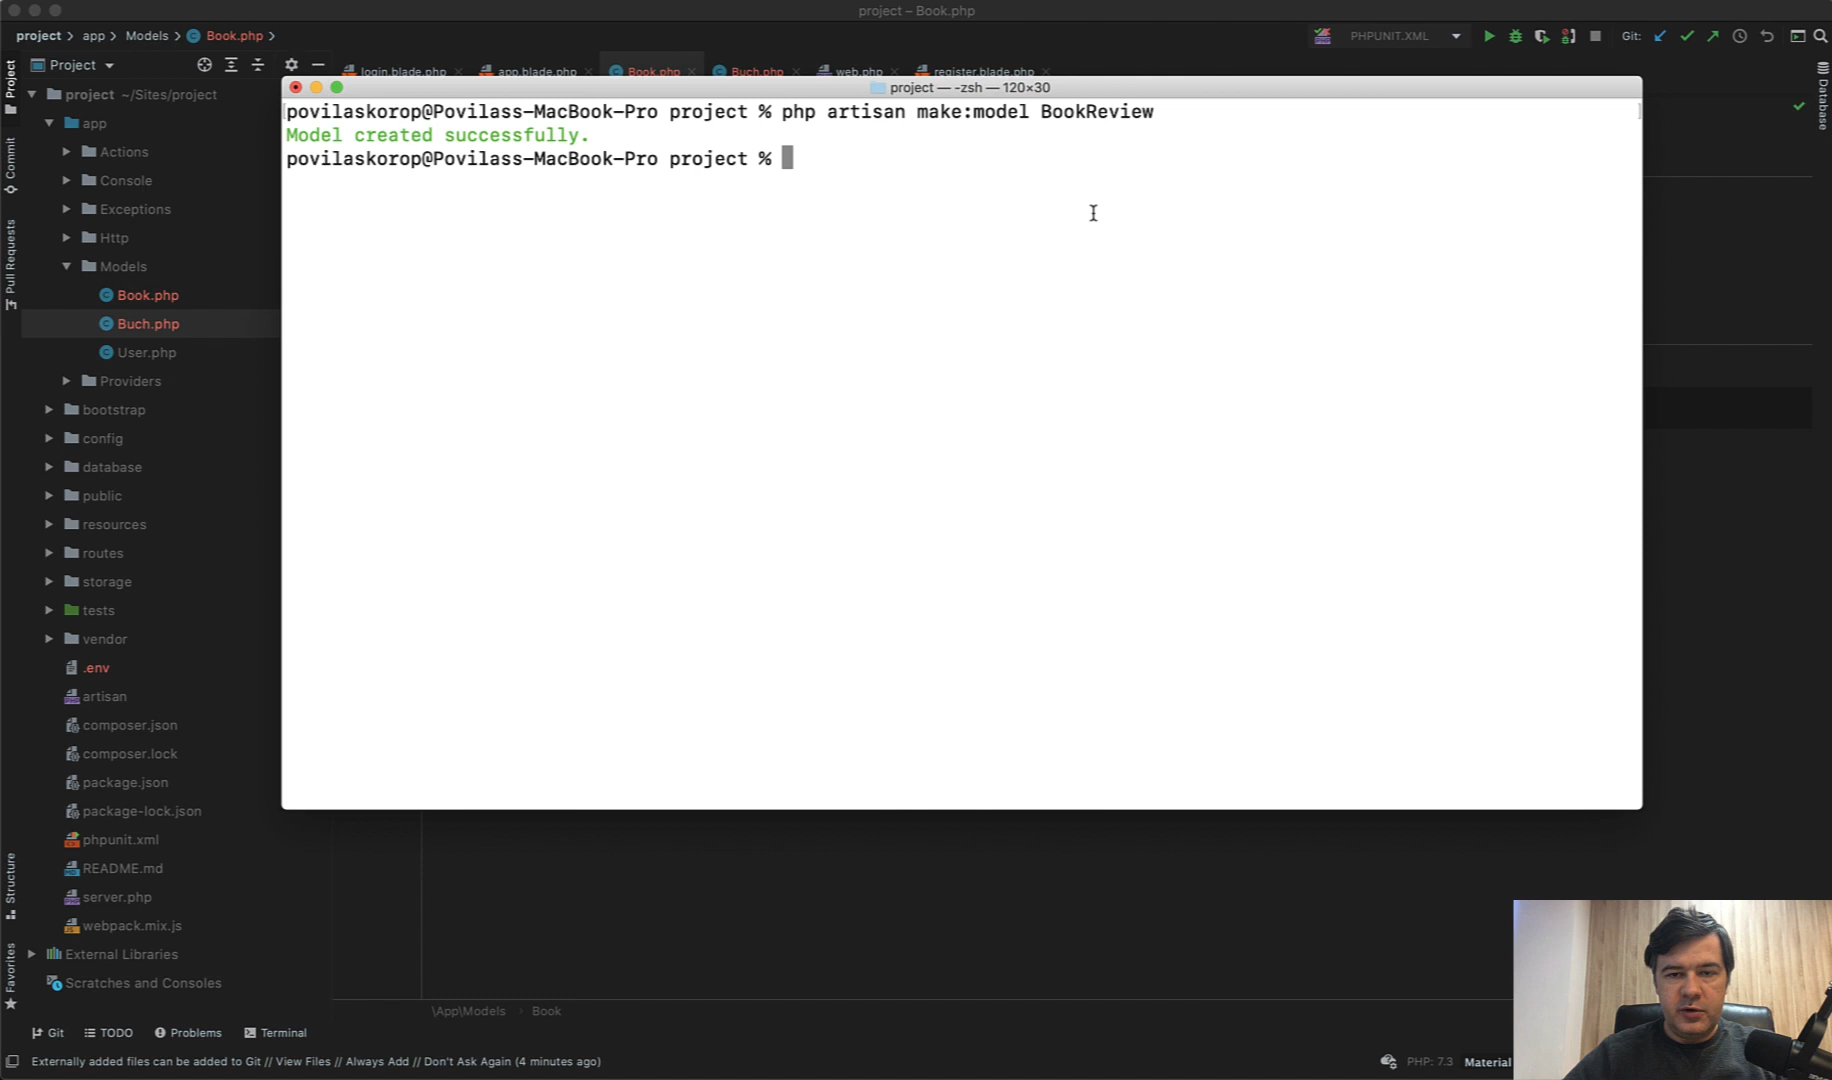 project – Book.php
project
app
Models
Book.php
PHPUNIT.XML
Git:
Project
login.blade.php
app.blade.php
Book.php
Buch.php
web.php
register.blade.php
project — -zsh — 120×30
povilaskorop@Povilass-MacBook-Pro project % php artisan make:model BookReview
Model created successfully.
povilaskorop@Povilass-MacBook-Pro project %
project ~/Sites/project
app
Actions
Console
Exceptions
Http
Models
Book.php
Buch.php
User.php
Providers
bootstrap
config
database
public
resources
routes
storage
tests
vendor
.env
artisan
composer.json
composer.lock
package.json
package-lock.json
phpunit.xml
README.md
server.php
webpack.mix.js
External Libraries
Scratches and Consoles
Project
Commit
Pull Requests
Structure
Favorites
Database
\App\Models
Book
Git
TODO
Problems
Terminal
Externally added files can be added to Git // View Files // Always Add // Don't Ask Again (4 minutes ago)
PHP: 7.3
Material